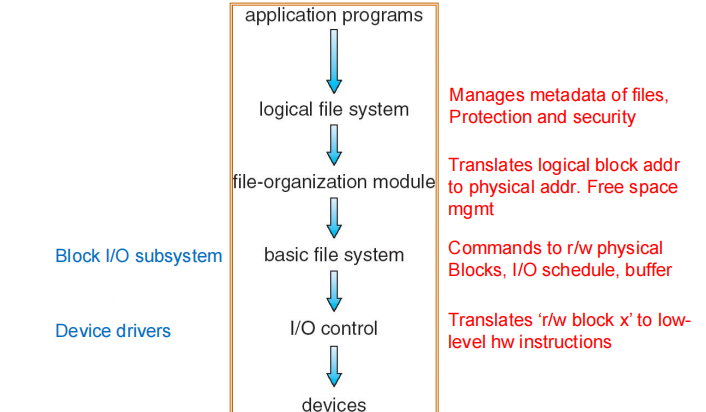 application programs
logical file system
Manages metadata of files,
Protection and security
file-organization module
Translates logical block addr
to physical addr. Free space
mgmt
Block I/O subsystem
basic file system
Commands to r/w physical
Blocks, I/O schedule, buffer
Device drivers
I/O control
Translates ‘r/w block x’ to low-
level hw instructions
devices